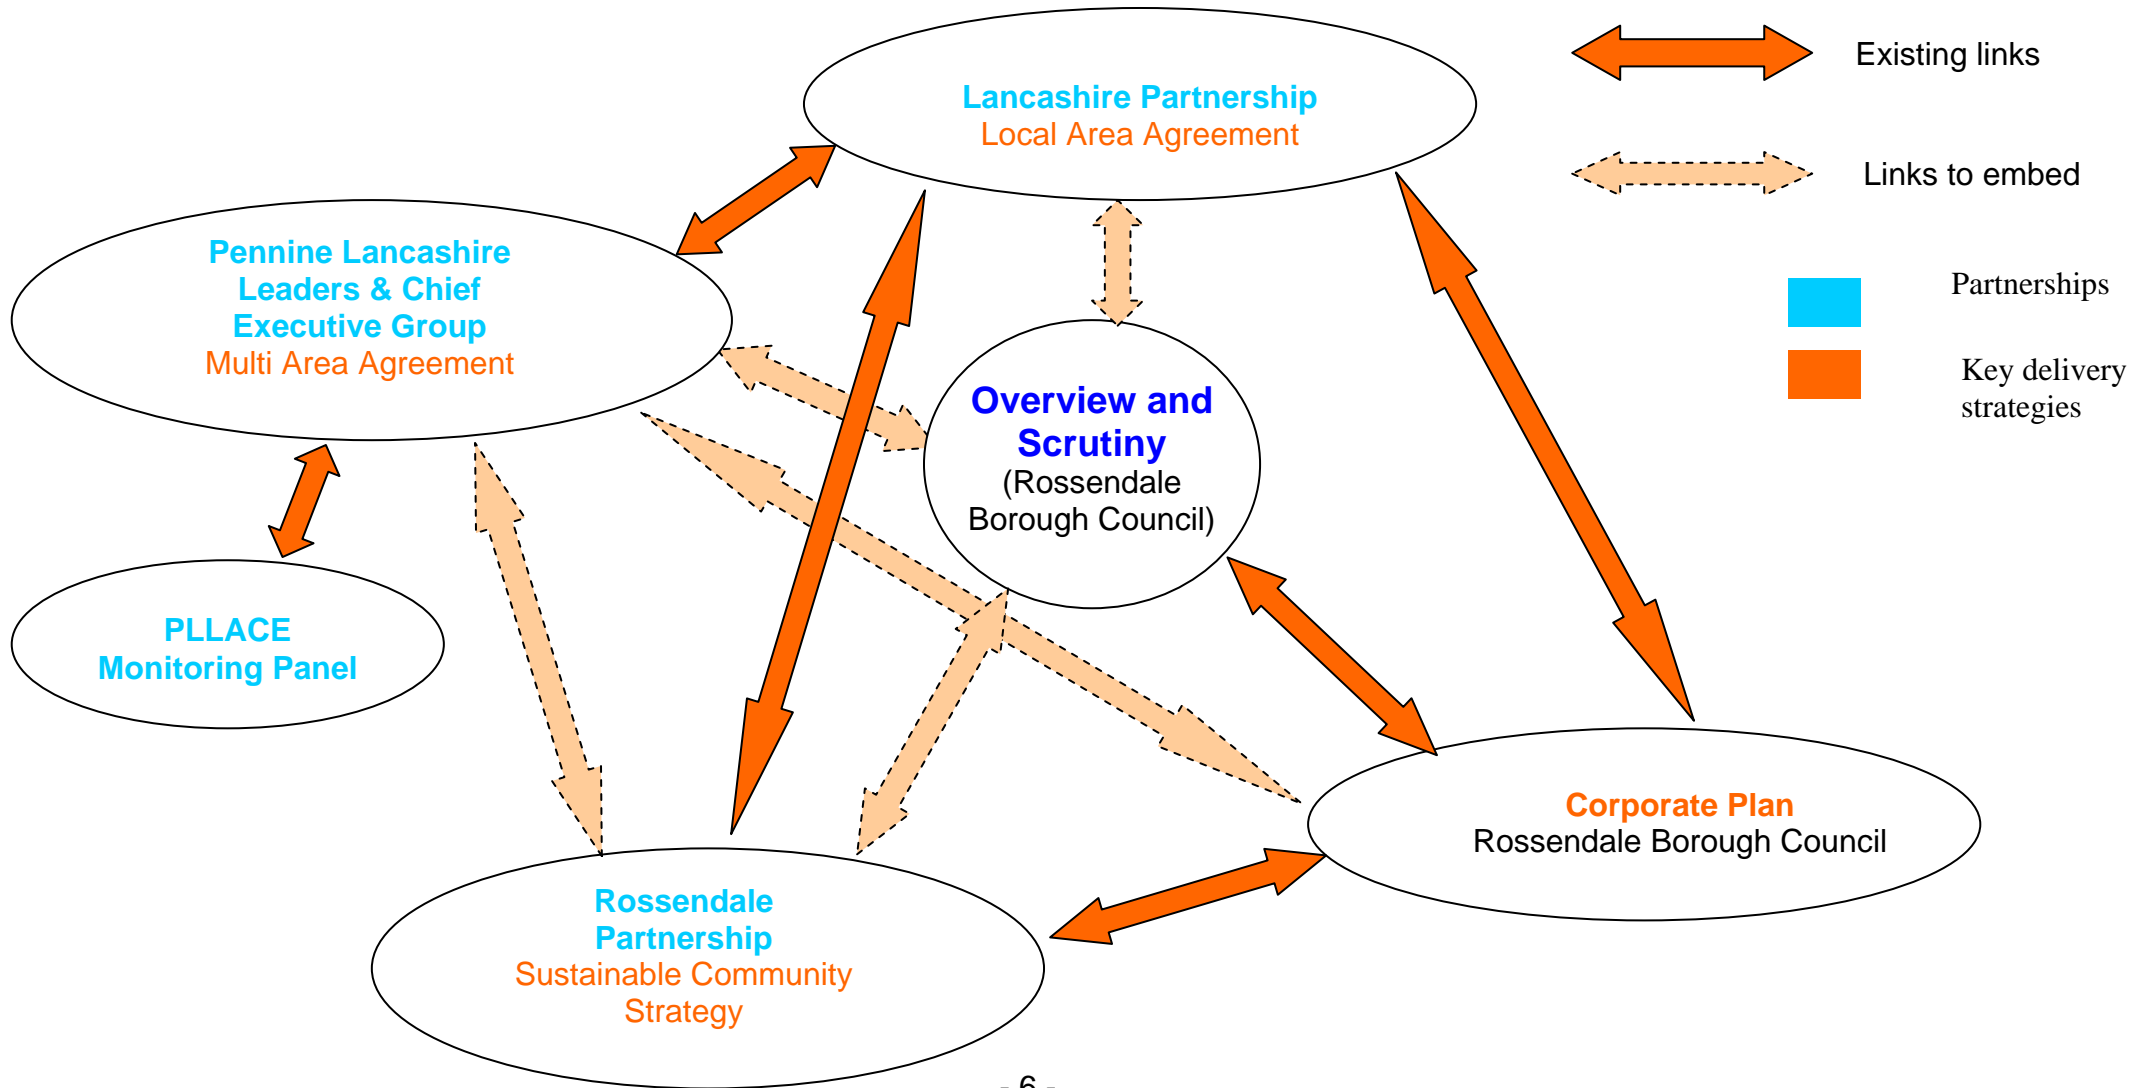 Lancashire Partnership
Local Area Agreement
Existing links
Links to embed
Partnerships
Key delivery
strategies
Pennine Lancashire
Leaders & Chief
Executive Group
Multi Area Agreement
Overview and
Scrutiny
(Rossendale
Borough Council)
PLLACE
Monitoring Panel
Corporate Plan
Rossendale Borough Council
Rossendale
Partnership
Sustainable Community
Strategy
- 6 -